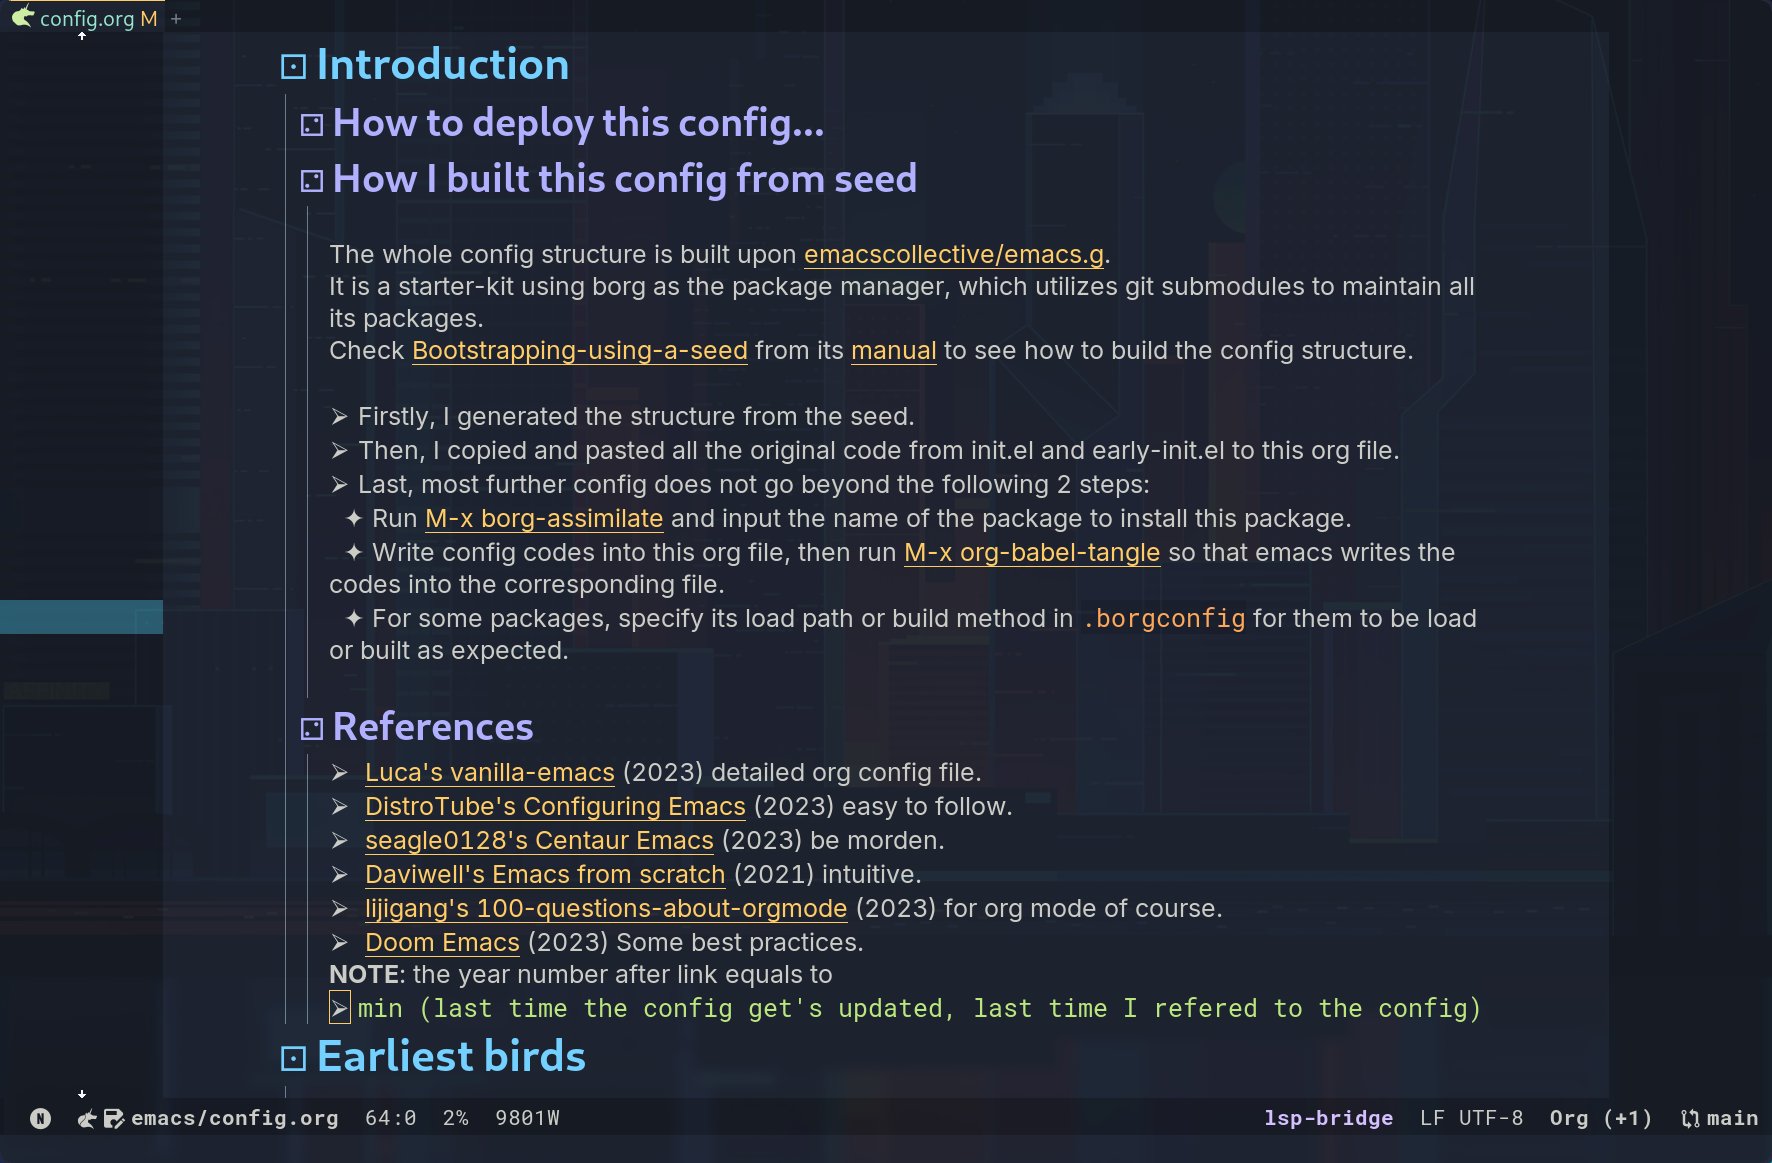 config.org M +
Introduction
How to deploy this config...
How I built this config from seed
The whole config structure is built upon emacscollective/emacs.g.
It is a starter-kit using borg as the package manager, which utilizes git submodules to maintain all
its packages.
Check Bootstrapping-using-a-seed from its manual to see how to build the config structure.
➢ Firstly, I generated the structure from the seed.
➢ Then, I copied and pasted all the original code from init.el and early-init.el to this org file.
➢ Last, most further config does not go beyond the following 2 steps:
✦ Run M-x borg-assimilate and input the name of the package to install this package.
✦ Write config codes into this org file, then run M-x org-babel-tangle so that emacs writes the
codes into the corresponding file.
✦ For some packages, specify its load path or build method in .borgconfig for them to be load
or built as expected.
References
➢ Luca's vanilla-emacs (2023) detailed org config file.
➢ DistroTube's Configuring Emacs (2023) easy to follow.
➢ seagle0128's Centaur Emacs (2023) be morden.
➢ Daviwell's Emacs from scratch (2021) intuitive.
➢ lijigang's 100-questions-about-orgmode (2023) for org mode of course.
➢ Doom Emacs (2023) Some best practices.
NOTE: the year number after link equals to
➢ min (last time the config get's updated, last time I refered to the config)
Earliest birds
N emacs/config.org 64:0 2% 9801W lsp-bridge LF UTF-8 Org (+1) main